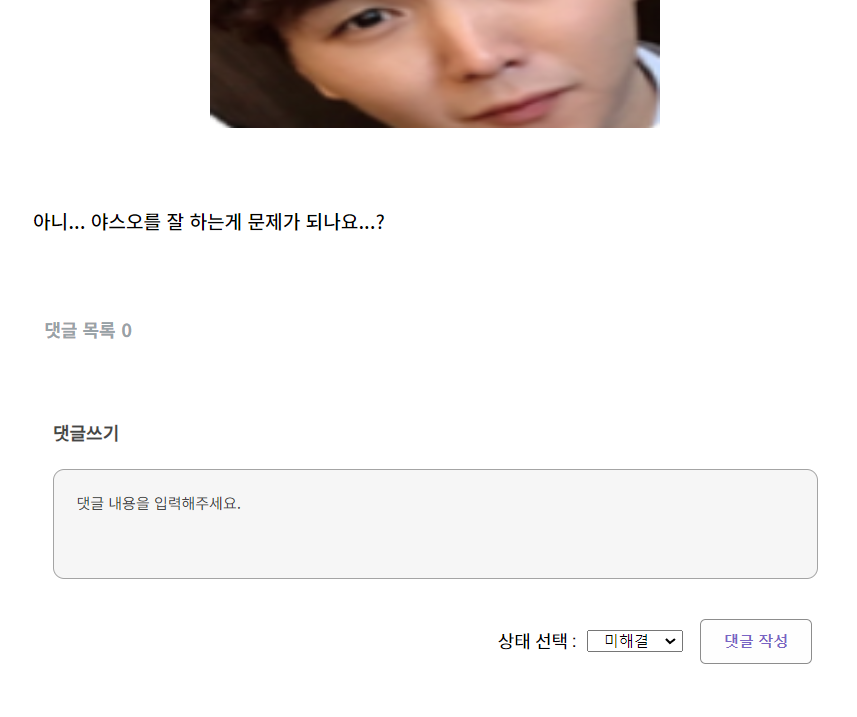 아니... 야스오를 잘 하는게 문제가 되나요...?
댓글 목록 0
댓글쓰기
댓글 내용을 입력해주세요.
상태 선택 : 미해결 댓글 작성